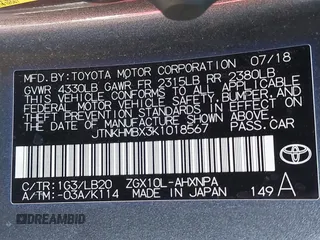 MFD. BY: TOYOTA MOTOR CORPORATION 07/18
GVWR 4330LB GAWR FR 2315LB RR 2380LB
THIS VEHICLE CONFORMS TO ALL APPLICABLE
FEDERAL MOTOR VEHICLE SAFETY, BUMPER, AND
THEFT PREVENTION STANDARDS IN EFFECT ON
THE DATE OF MANUFACTURE SHOWN ABOVE.
JTNKHMBX3K1018567 PASS.CAR
C/TR: 1G3/LB20 ZGX10L-AHXNPA
A/TM: -03A/K114 MADE IN JAPAN 149 A
TOYOTA
DREAMBID